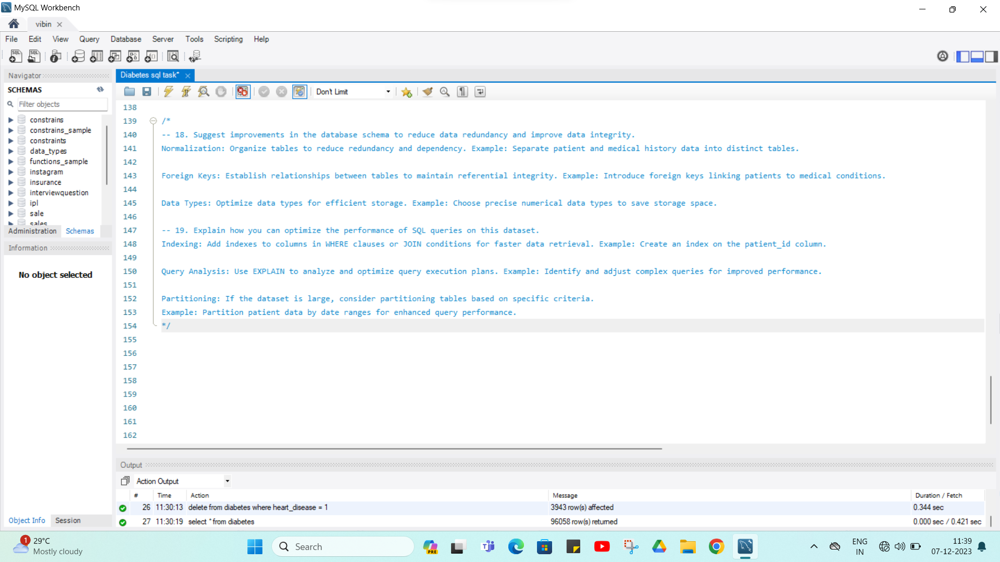 MySQL Workbench
vibin
File Edit View Query Database Server Tools Scripting Help
Navigator
SCHEMAS
Filter objects
constrains
constrains_sample
constraints
data_types
functions_sample
instagram
insurance
interviewquestion
ipl
sale
sales
Administration Schemas
Information
No object selected
Object Info Session
Diabetes sql task*
Don't Limit
138
139 /*
140 -- 18. Suggest improvements in the database schema to reduce data redundancy and improve data integrity.
141 Normalization: Organize tables to reduce redundancy and dependency. Example: Separate patient and medical history data into distinct tables.
142
143 Foreign Keys: Establish relationships between tables to maintain referential integrity. Example: Introduce foreign keys linking patients to medical conditions.
144
145 Data Types: Optimize data types for efficient storage. Example: Choose precise numerical data types to save storage space.
146
147 -- 19. Explain how you can optimize the performance of SQL queries on this dataset.
148 Indexing: Add indexes to columns in WHERE clauses or JOIN conditions for faster data retrieval. Example: Create an index on the patient_id column.
149
150 Query Analysis: Use EXPLAIN to analyze and optimize query execution plans. Example: Identify and adjust complex queries for improved performance.
151
152 Partitioning: If the dataset is large, consider partitioning tables based on specific criteria.
153 Example: Partition patient data by date ranges for enhanced query performance.
154 */
155
156
157
158
159
160
161
162
Output
Action Output
# Time Action Message Duration / Fetch
26 11:30:13 delete from diabetes where heart_disease = 1 3943 row(s) affected 0.344 sec
27 11:30:19 select * from diabetes 96058 row(s) returned 0.000 sec / 0.421 sec
1
29°C
Mostly cloudy
Search
PRE
ENG
IN
11:39
07-12-2023